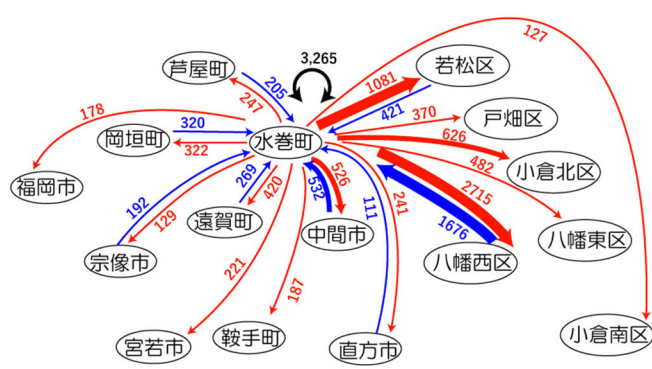 127
3,265
芦屋町
205
247
1081
若松区
421
178
320
岡垣町
322
水巻町
370
戸畑区
626
小倉北区
482
福岡市
192
129
269
420
遠賀町
532
526
中間市
111
241
2715
1676
八幡西区
八幡東区
宗像市
221
187
宮若市
鞍手町
直方市
小倉南区